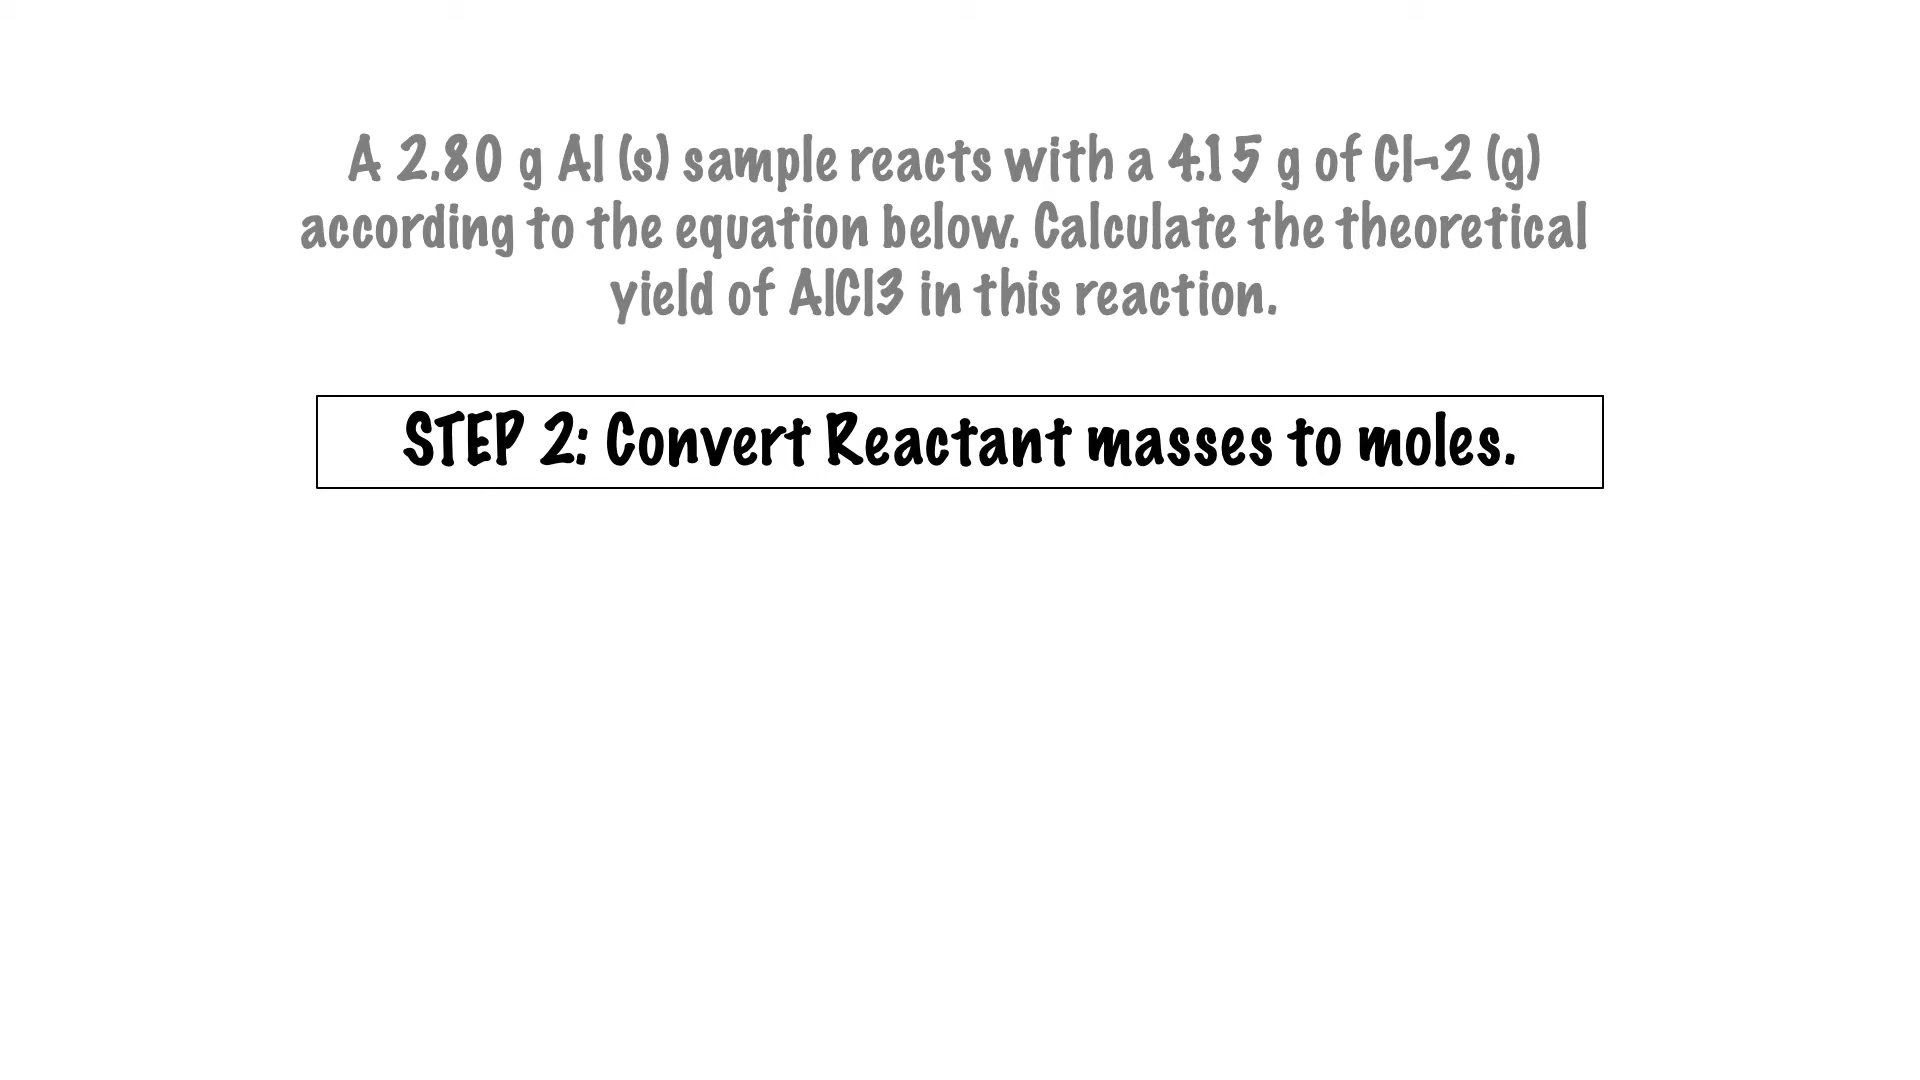 A 2.80 g Al (s) sample reacts with a 4.15 g of Cl¬2 (g)
according to the equation below. Calculate the theoretical
yield of AlCl3 in this reaction.
STEP 2: Convert Reactant masses to moles.